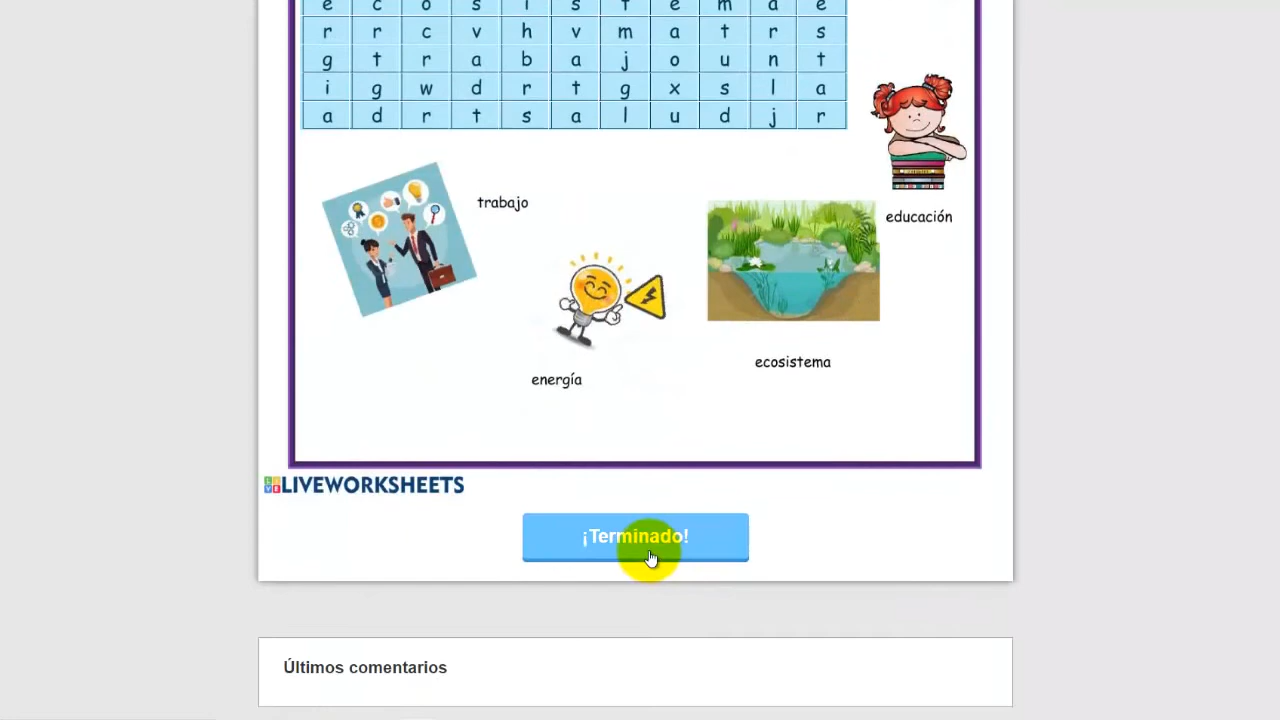 e c o s i s t e m a e
r r c v h v m a t r s
g t r a b a j o u n t
i g w d r t g x s l a
a d r t s a l u d j r
trabajo
educación
ecosistema
energía
LIVEWORKSHEETS
¡Terminado!
Últimos comentarios